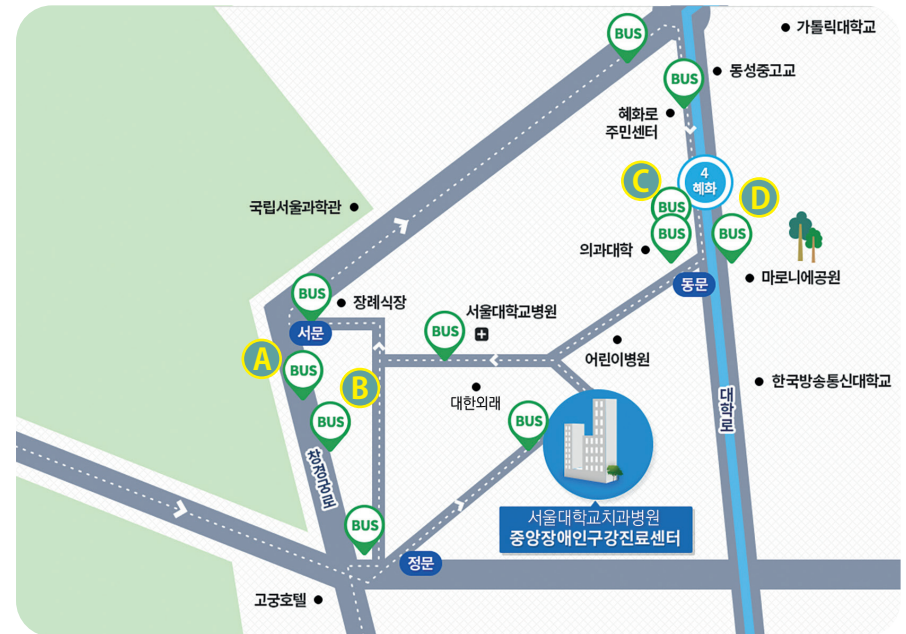 BUS
가톨릭대학교
BUS
동성중고교
혜화로
주민센터
4
혜화
C
D
BUS
국립서울과학관
BUS
BUS
의과대학
마로니에공원
동문
BUS
장례식장
서울대학교병원
BUS
서문
A
어린이병원
BUS
B
한국방송통신대학교
대한외래
대학로
BUS
BUS
창경궁로
서울대학교치과병원
중앙장애인구강진료센터
BUS
정문
고궁호텔